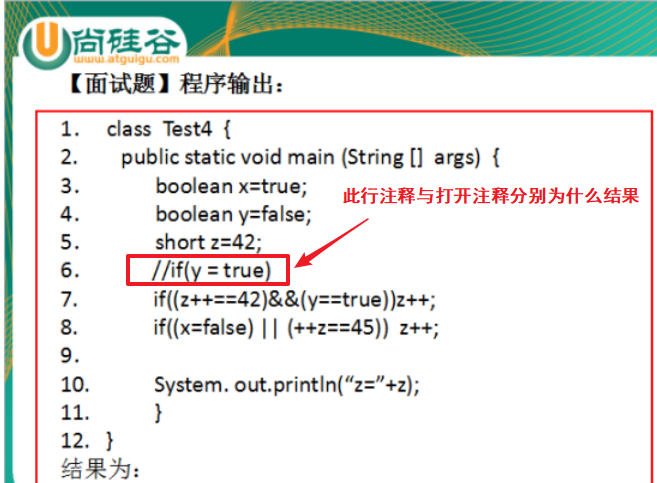 尚硅谷
www.atguigu.com
【面试题】程序输出：
1. class Test4 {
2. public static void main (String [] args) {
3. boolean x=true;
4. boolean y=false;
5. short z=42;
6. //if(y = true)
此行注释与打开注释分别为什么结果
7. if((z++==42)&&(y==true))z++;
8. if((x=false) || (++z==45)) z++;
9.
10. System. out.println(“z=”+z);
11. }
12. }
结果为：